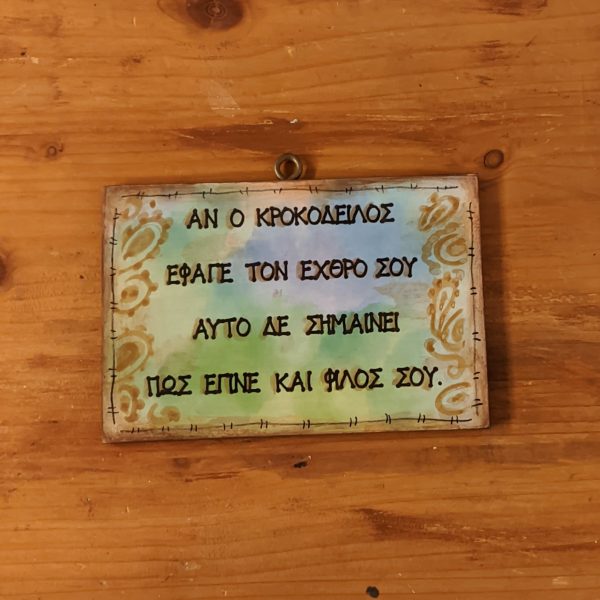 ΑΝ Ο ΚΡΟΚΟΔΕΙΛΟΣ
ΕΦΑΓΕ ΤΟΝ ΕΧΘΡΟ ΣΟΥ
ΑΥΤΟ ΔΕ ΣΗΜΑΙΝΕΙ
ΠΩΣ ΕΓΙΝΕ ΚΑΙ ΦΙΛΟΣ ΣΟΥ.